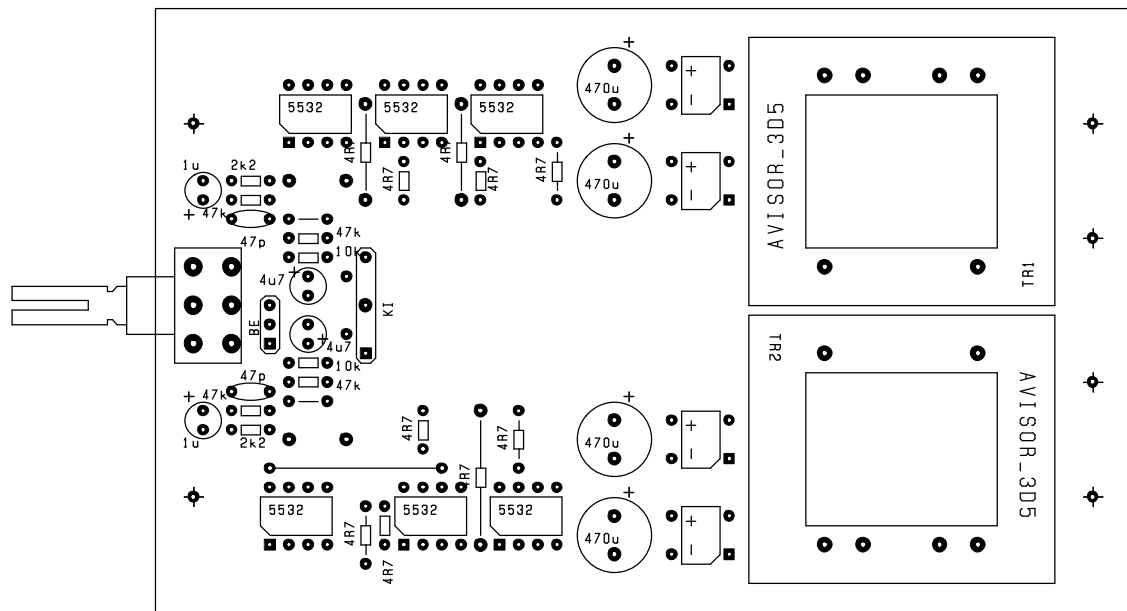 +
470u
+
-
5532
5532
5532
AVISOR_3D5
4R7
4R7
+
1u
2k2
4R7
4R7
4R7
470u
+
-
+
47k
47k
47p
10k
TR1
+
4u7
KI
BE
+
4u7
TR2
10k
47p
+
47k
47k
AVISOR_3D5
+
1u
2k2
4R7
4R7
470u
+
-
4R7
+
5532
5532
5532
4R7
470u
+
-
4R7